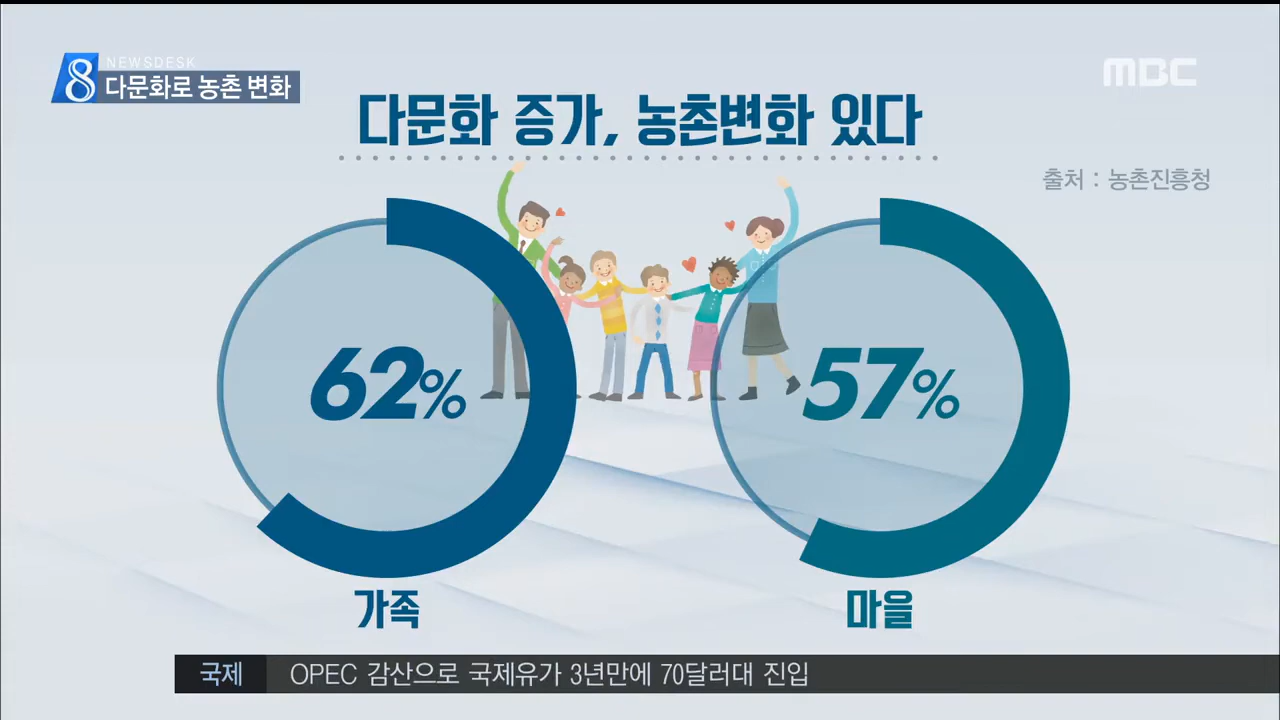 NEWSDESK
8 다문화로 농촌 변화
MBC
다문화 증가, 농촌변화 있다
출처 : 농촌진흥청
62%
57%
가족
마을
국제 OPEC 감산으로 국제유가 3년만에 70달러대 진입